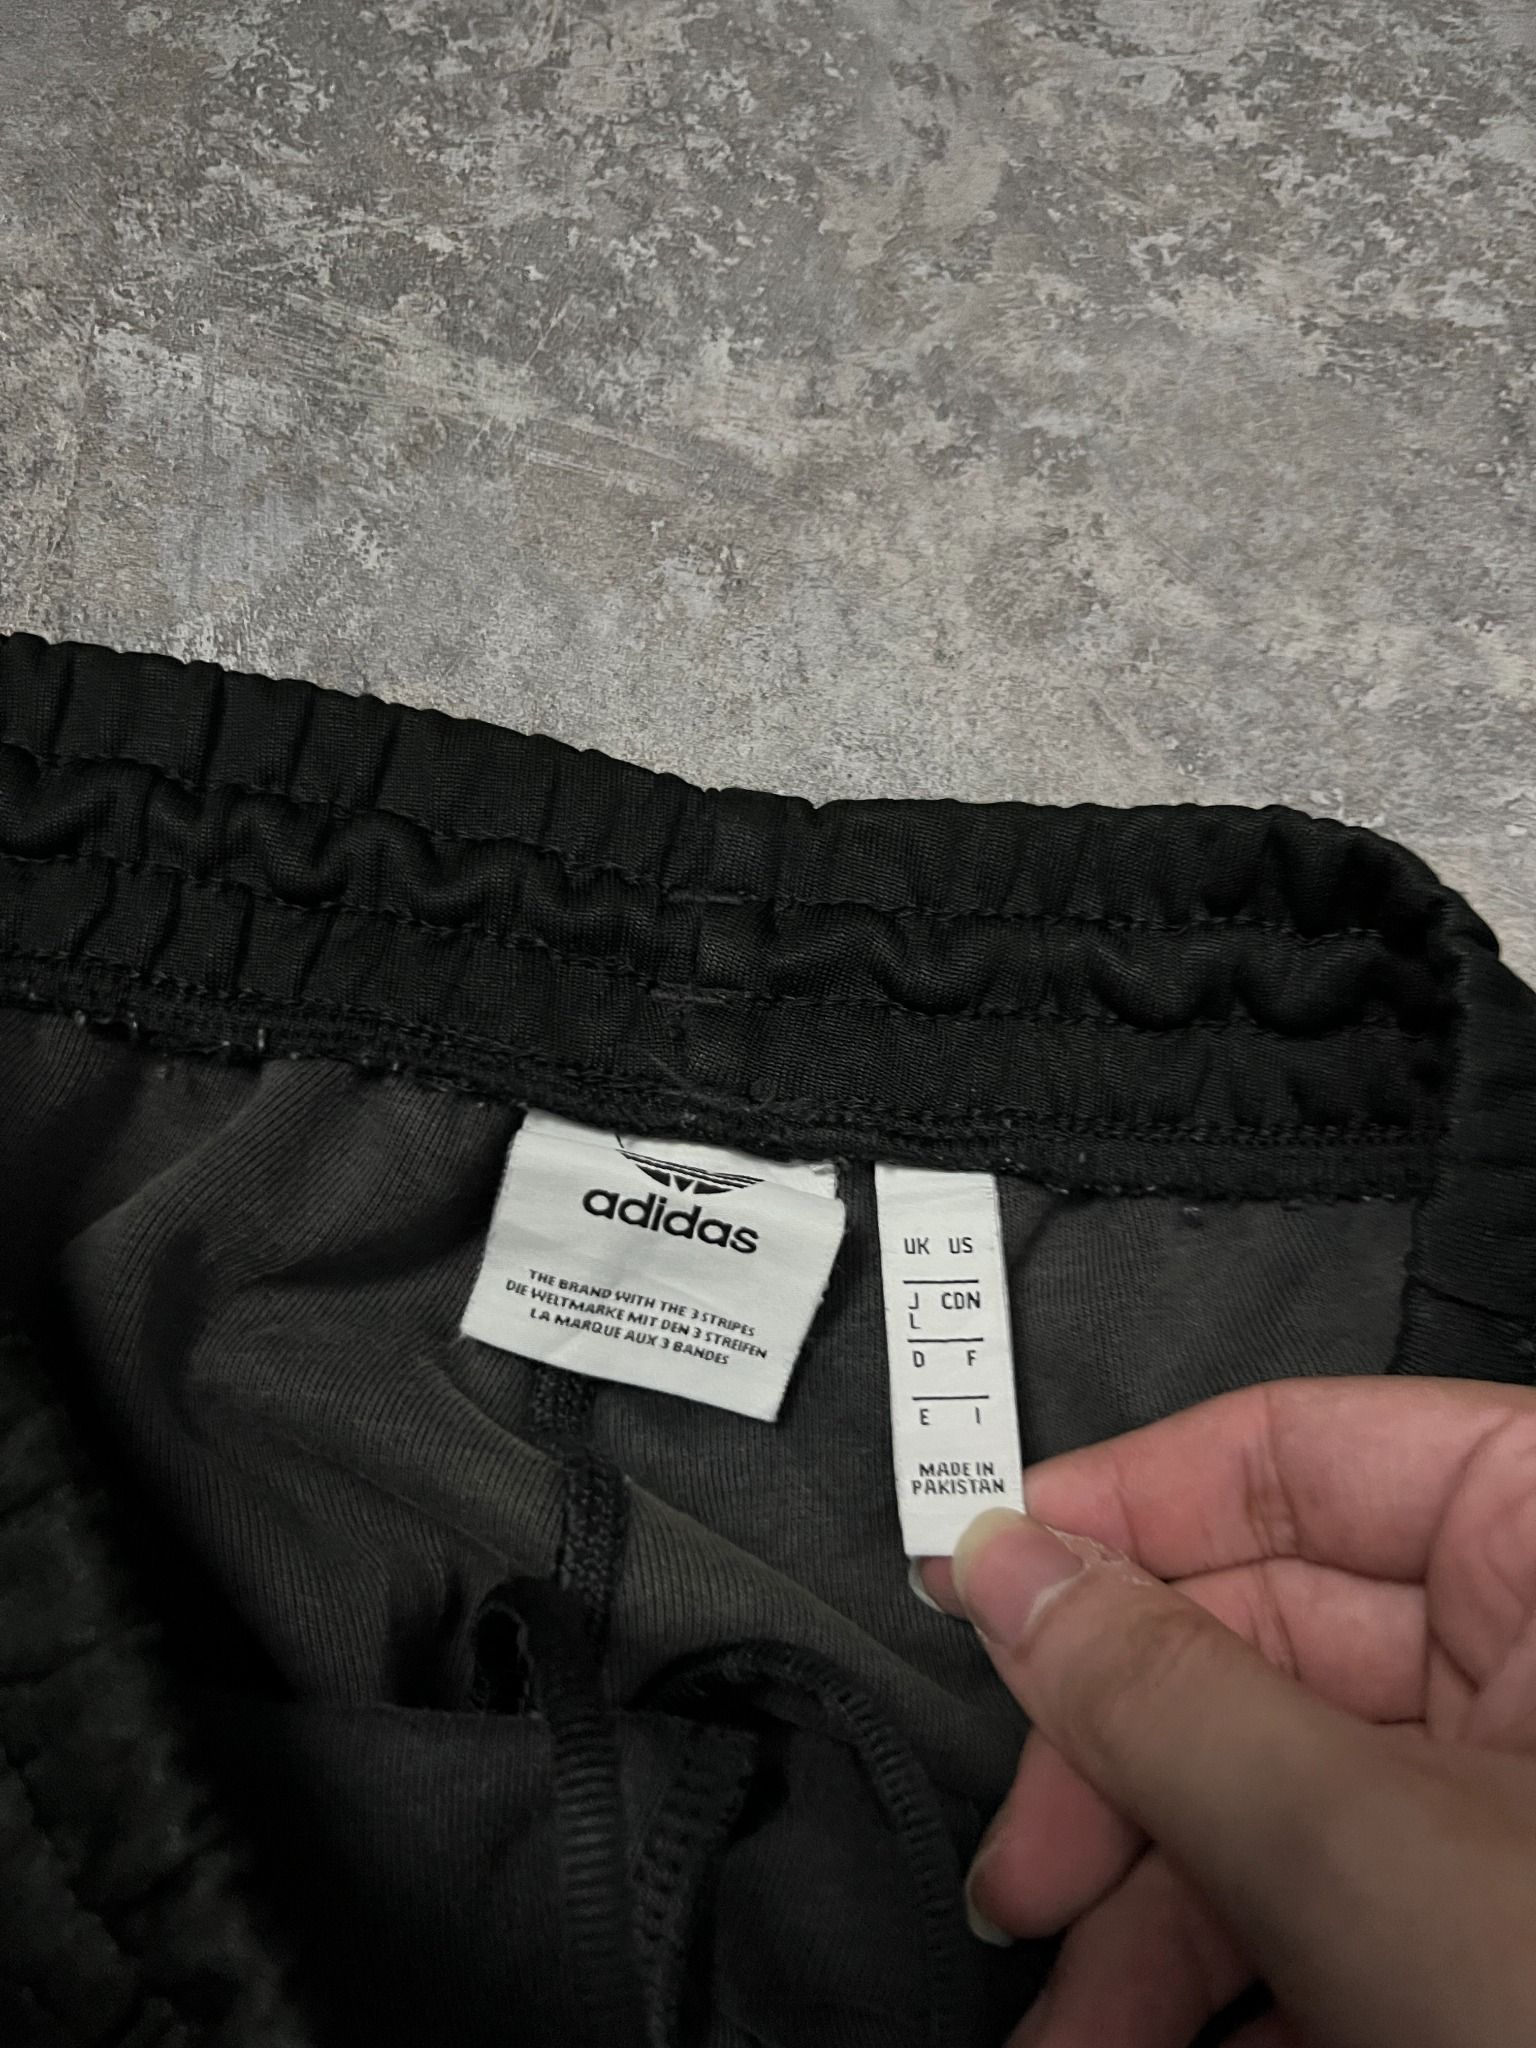 adidas
THE BRAND WITH THE 3 STRIPES
DIE WELTMARKE MIT DEN 3 STREIFEN
LA MARQUE AUX 3 BANDES
UK US
J CDN
L
D F
E I
MADE IN
PAKISTAN